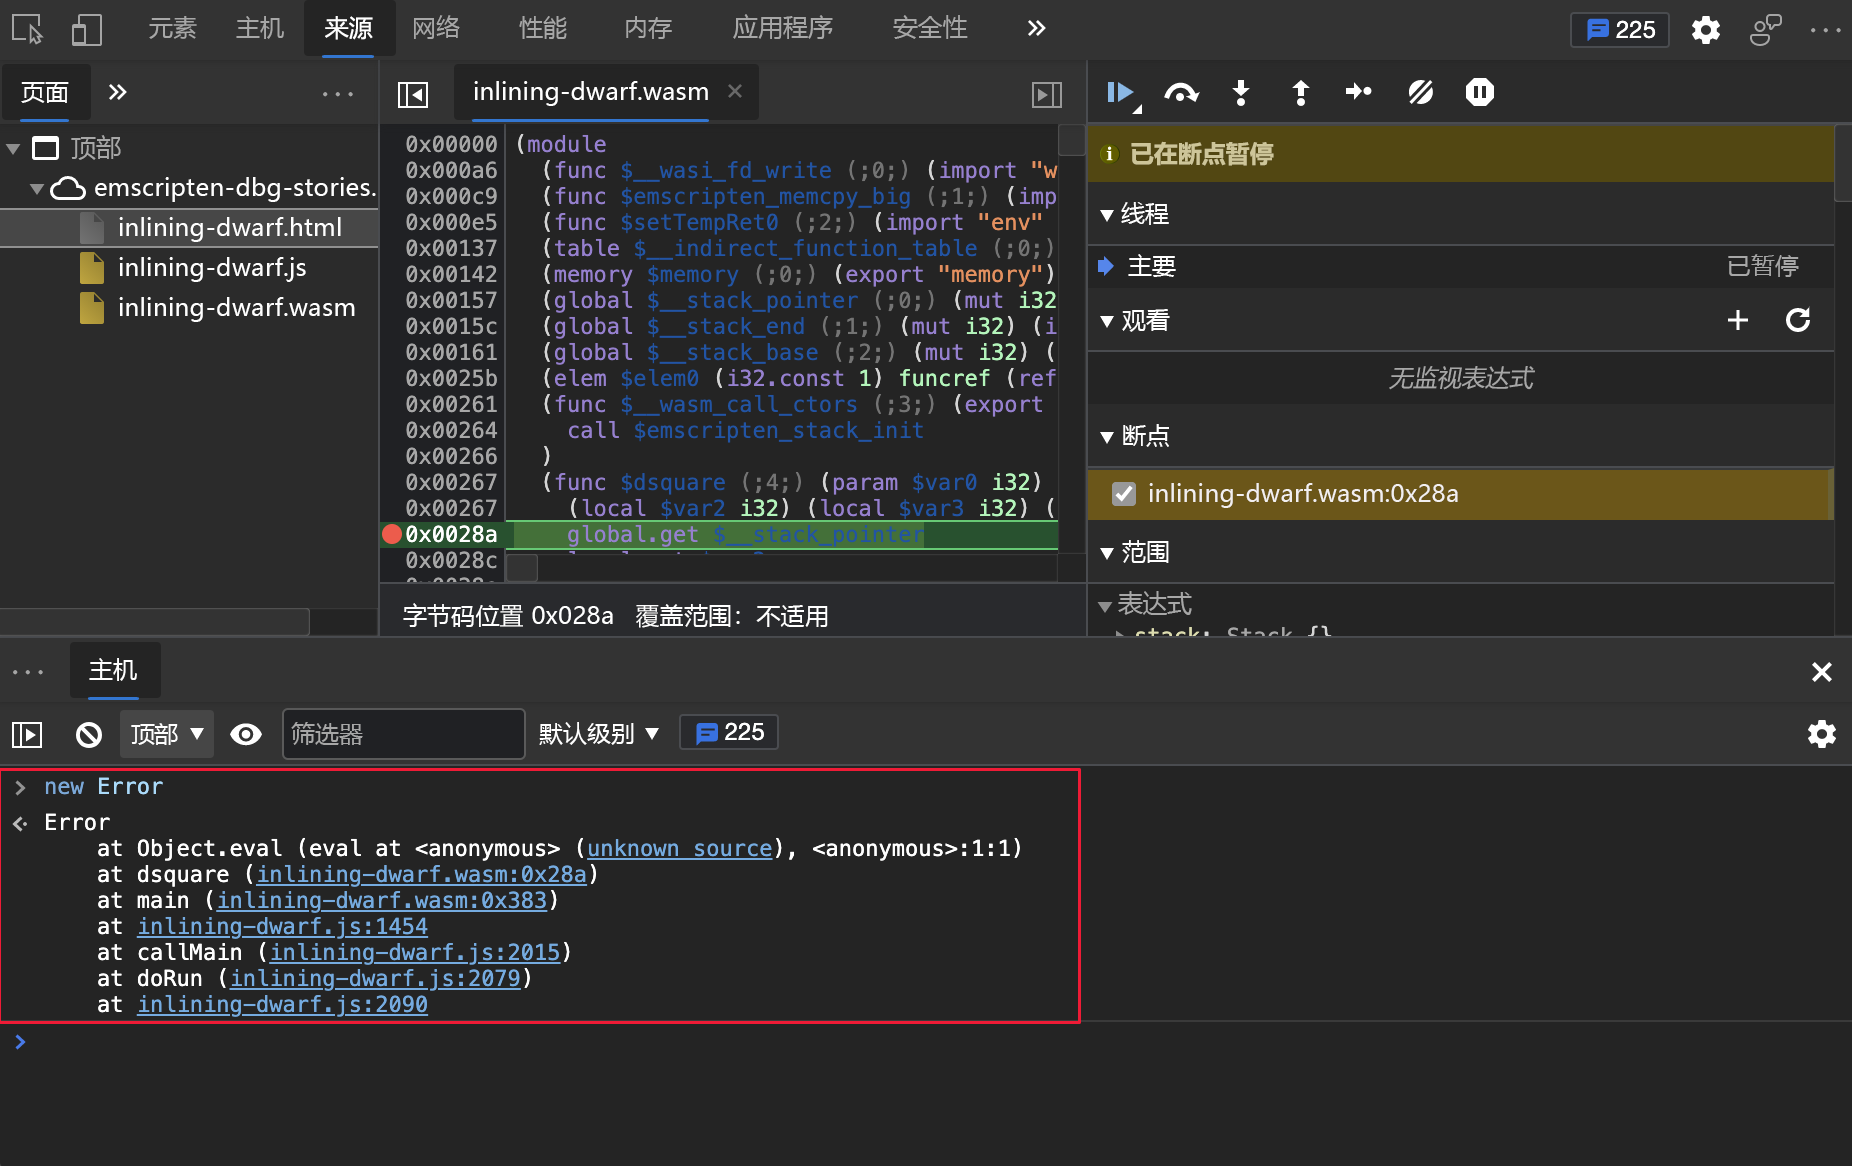 元素 主机 来源 网络 性能 内存 应用程序 安全性 » 225
页面 »
顶部
emscripten-dbg-stories.
inlining-dwarf.html
inlining-dwarf.js
inlining-dwarf.wasm
inlining-dwarf.wasm ×
0x00000 (module
0x000a6 (func $__wasi_fd_write (;0;) (import "w
0x000c9 (func $emscripten_memcpy_big (;1;) (imp
0x000e5 (func $setTempRet0 (;2;) (import "env"
0x00137 (table $__indirect_function_table (;0;)
0x00142 (memory $memory (;0;) (export "memory")
0x00157 (global $__stack_pointer (;0;) (mut i32
0x0015c (global $__stack_end (;1;) (mut i32) (i
0x00161 (global $__stack_base (;2;) (mut i32) (
0x0025b (elem $elem0 (i32.const 1) funcref (ref
0x00261 (func $__wasm_call_ctors (;3;) (export
0x00264 call $emscripten_stack_init
0x00266 )
0x00267 (func $dsquare (;4;) (param $var0 i32)
0x00267 (local $var2 i32) (local $var3 i32) (
0x0028a global.get $__stack_pointer
0x0028c
字节码位置 0x028a 覆盖范围：不适用
已在断点暂停
线程
主要 已暂停
观看
无监视表达式
断点
inlining-dwarf.wasm:0x28a
范围
表达式
stack: Stack {}
主机
顶部 筛选器 默认级别 225
> new Error
Error
at Object.eval (eval at <anonymous> (unknown source), <anonymous>:1:1)
at dsquare (inlining-dwarf.wasm:0x28a)
at main (inlining-dwarf.wasm:0x383)
at inlining-dwarf.js:1454
at callMain (inlining-dwarf.js:2015)
at doRun (inlining-dwarf.js:2079)
at inlining-dwarf.js:2090
>